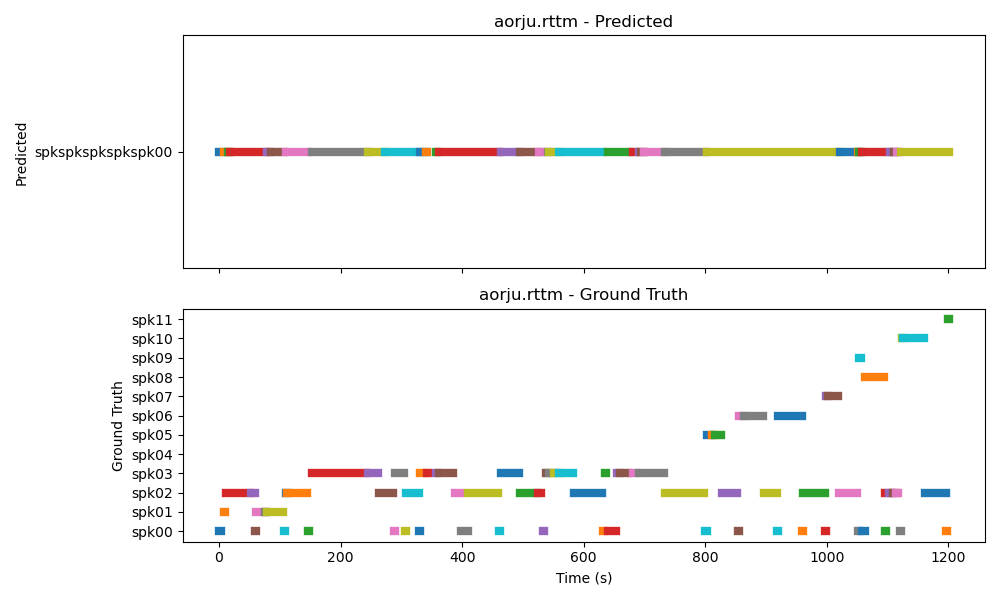 aorju.rttm - Predicted
Predicted
spkspkspkspkspk00
aorju.rttm - Ground Truth
Ground Truth
spk11
spk10
spk09
spk08
spk07
spk06
spk05
spk04
spk03
spk02
spk01
spk00
0 200 400 600 800 1000 1200
Time (s)